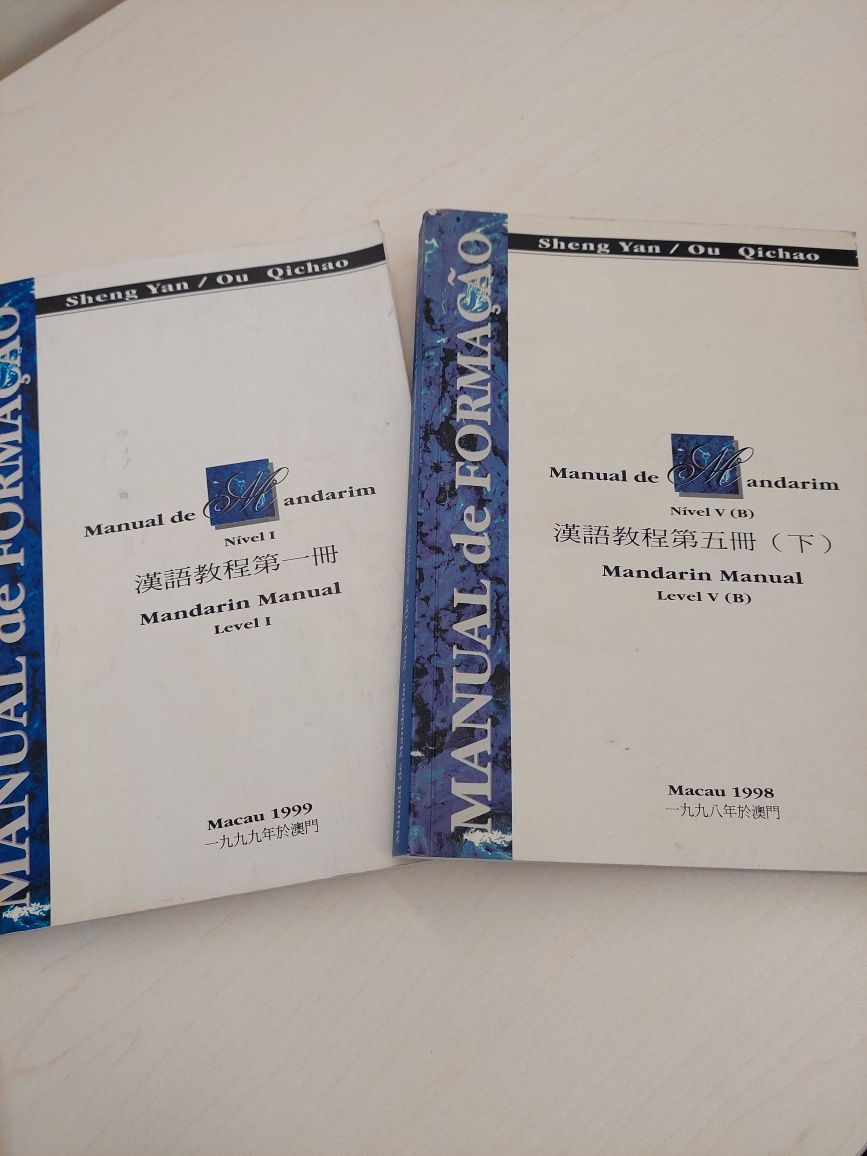 MANUAL de FORMAÇÃO
Sheng Yan / Ou Qichao
Manual de Mandarim
Nível I
漢語教程第一冊
Mandarin Manual
Level I
Macau 1999
一九九九年於澳門
Manual de Mandarim
MANUAL de FORMAÇÃO
Sheng Yan / Ou Qichao
Manual de Mandarim
Nível V (B)
漢語教程第五冊（下）
Mandarin Manual
Level V (B)
Macau 1998
一九九八年於澳門